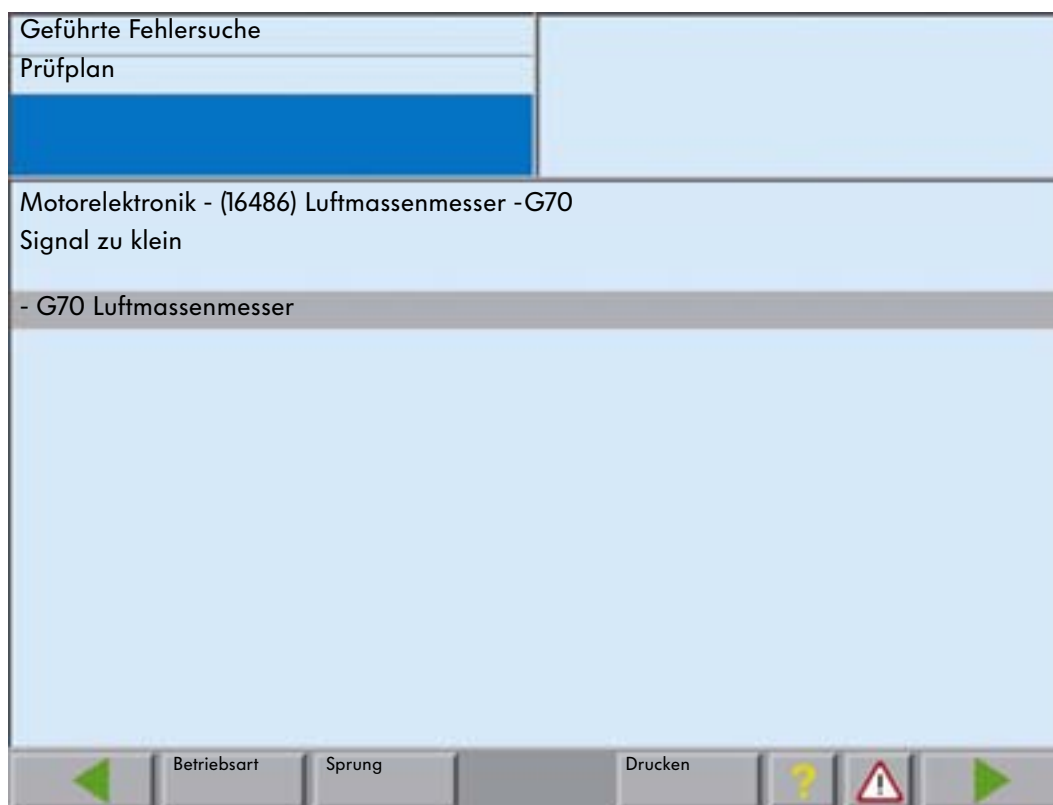 Geführte Fehlersuche
Prüfplan
Motorelektronik - (16486) Luftmassenmesser -G70
Signal zu klein
- G70 Luftmassenmesser
Betriebsart
Sprung
Drucken
?
!